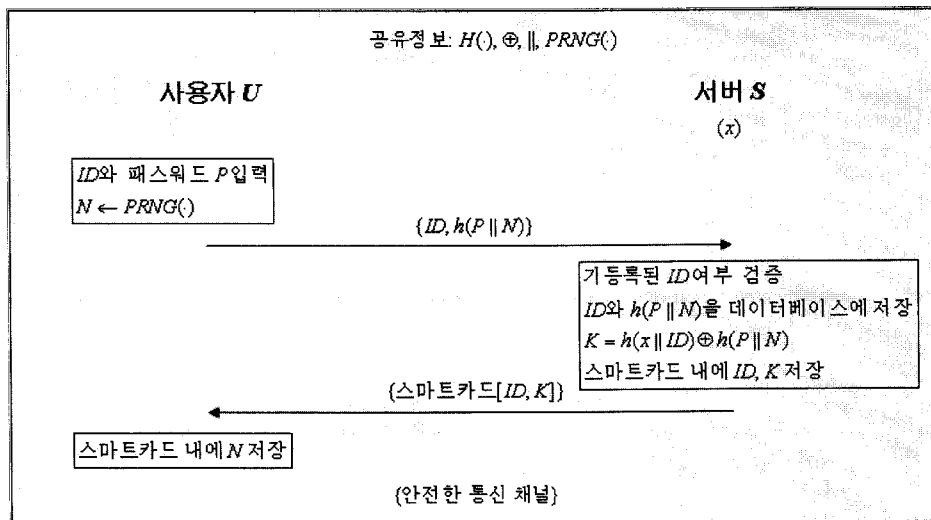 공유정보: H(·), ⊕, ||, PRNG(·)
사용자 U
서버 S
(x)
ID와 패스워드 P입력
N ← PRNG(·)
{ID, h(P || N)}
기등록된 ID여부 검증
ID와 h(P || N)을 데이터베이스에 저장
K = h(x || ID) ⊕ h(P || N)
스마트카드 내에 ID, K 저장
{스마트카드[ID, K]}
스마트카드 내에 N 저장
{안전한 통신 채널}